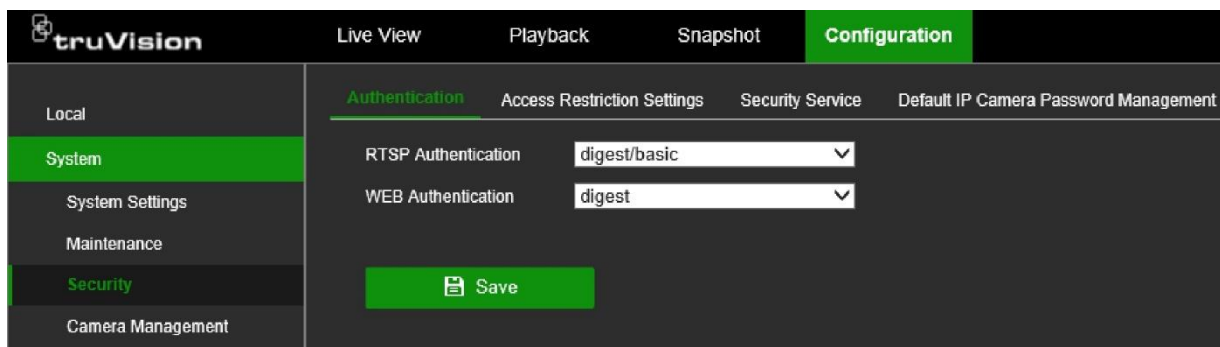 truVision
Live View Playback Snapshot Configuration
Local
System
System Settings
Maintenance
Security
Camera Management
Authentication Access Restriction Settings Security Service Default IP Camera Password Management
RTSP Authentication digest/basic
WEB Authentication digest
Save